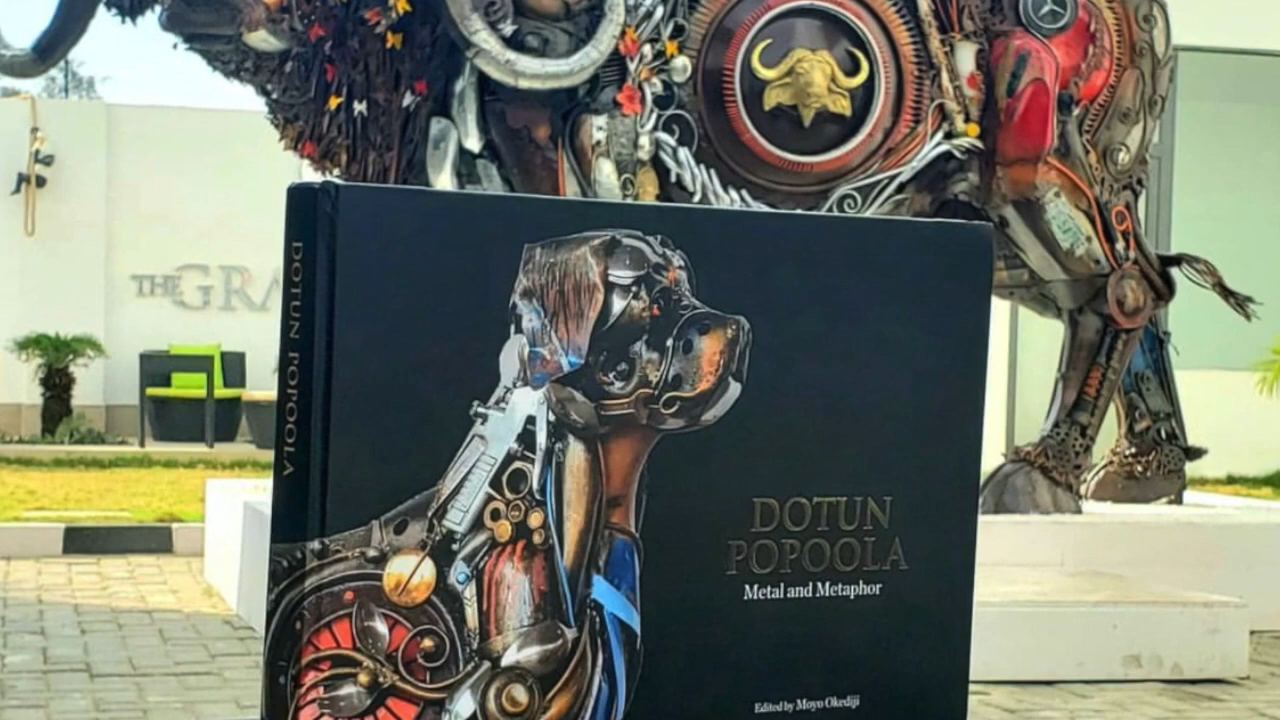 THE GRA
DOTUN POPOOLA
DOTUN
POPOOLA
Metal and Metaphor
Edited by Moyo Okediji